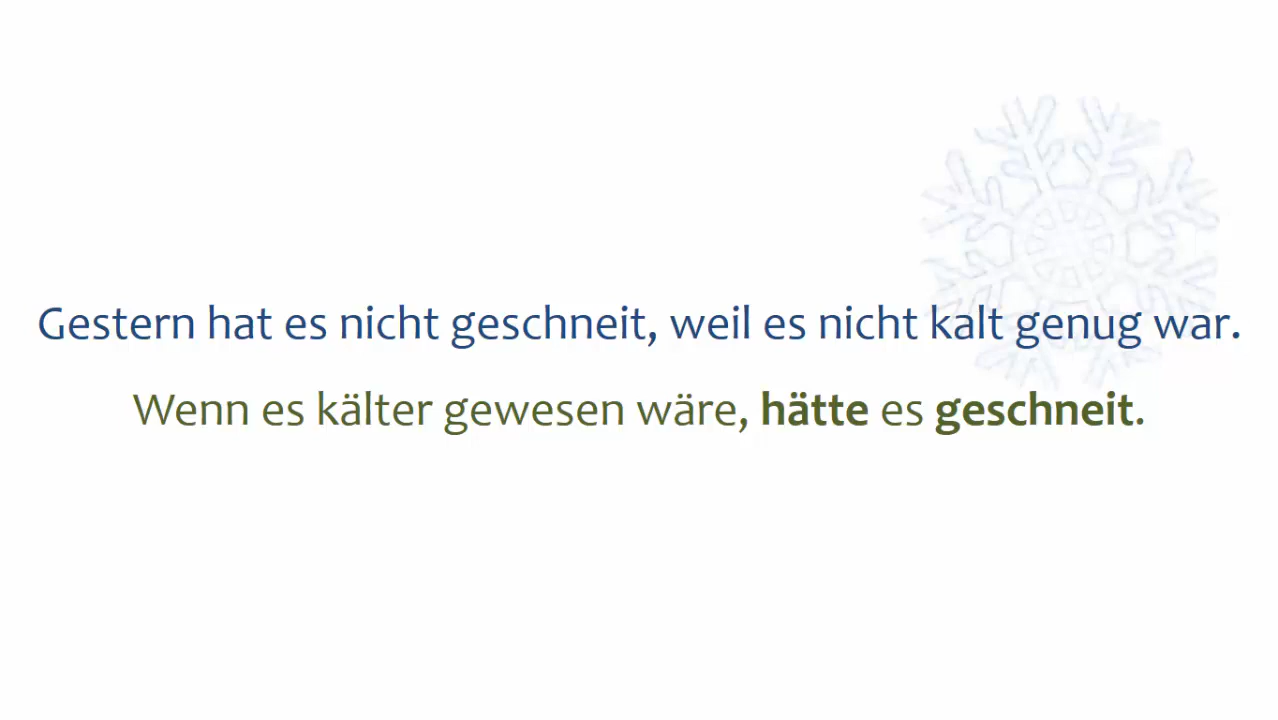 Gestern hat es nicht geschneit, weil es nicht kalt genug war.
Wenn es kälter gewesen wäre, hätte es geschneit.